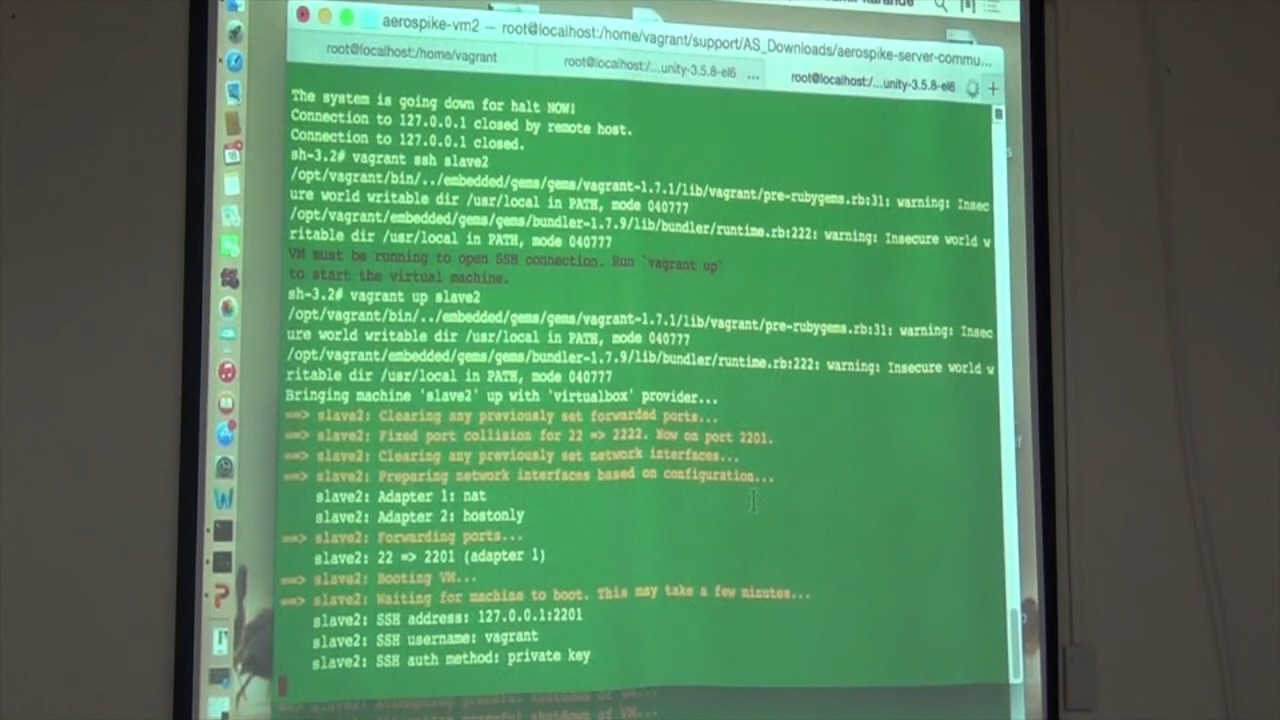 aerospike-vm2 — root@localhost:/home/vagrant/support/AS_Downloads/aerospike-server-commu...
root@localhost:/home/vagrant
root@localhost:/...unity-3.5.8-el6 ...
root@localhost:/...unity-3.5.8-el6
The system is going down for halt NOW!
Connection to 127.0.0.1 closed by remote host.
Connection to 127.0.0.1 closed.
sh-3.2# vagrant ssh slave2
/opt/vagrant/bin/../embedded/gems/gems/vagrant-1.7.1/lib/vagrant/pre-rubygems.rb:31: warning: Insec
ure world writable dir /usr/local in PATH, mode 040777
/opt/vagrant/embedded/gems/gems/bundler-1.7.9/lib/bundler/runtime.rb:222: warning: Insecure world w
ritable dir /usr/local in PATH, mode 040777
VM must be running to open SSH connection. Run `vagrant up`
to start the virtual machine.
sh-3.2# vagrant up slave2
/opt/vagrant/bin/../embedded/gems/gems/vagrant-1.7.1/lib/vagrant/pre-rubygems.rb:31: warning: Insec
ure world writable dir /usr/local in PATH, mode 040777
/opt/vagrant/embedded/gems/gems/bundler-1.7.9/lib/bundler/runtime.rb:222: warning: Insecure world w
ritable dir /usr/local in PATH, mode 040777
Bringing machine 'slave2' up with 'virtualbox' provider...
==> slave2: Clearing any previously set forwarded ports...
==> slave2: Fixed port collision for 22 => 2222. Now on port 2201.
==> slave2: Clearing any previously set network interfaces...
==> slave2: Preparing network interfaces based on configuration...
slave2: Adapter 1: nat
slave2: Adapter 2: hostonly
==> slave2: Forwarding ports...
slave2: 22 => 2201 (adapter 1)
==> slave2: Booting VM...
==> slave2: Waiting for machine to boot. This may take a few minutes...
slave2: SSH address: 127.0.0.1:2201
slave2: SSH username: vagrant
slave2: SSH auth method: private key